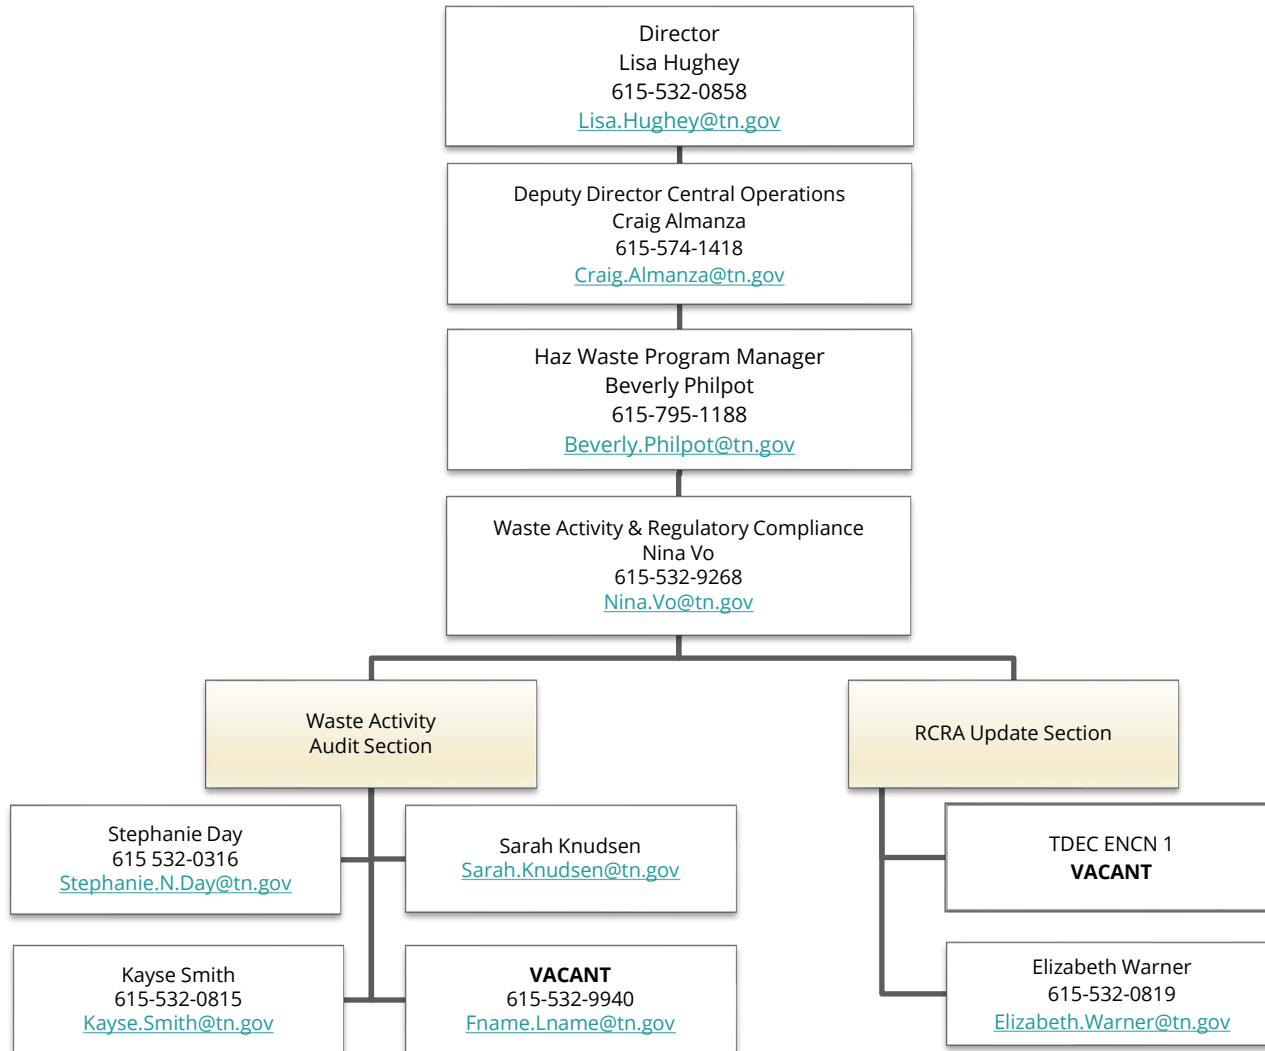 Director
Lisa Hughey
615-532-0858
Lisa.Hughey@tn.gov
Deputy Director Central Operations
Craig Almanza
615-574-1418
Craig.Almanza@tn.gov
Haz Waste Program Manager
Beverly Philpot
615-795-1188
Beverly.Philpot@tn.gov
Waste Activity & Regulatory Compliance
Nina Vo
615-532-9268
Nina.Vo@tn.gov
Waste Activity
Audit Section
RCRA Update Section
Stephanie Day
615 532-0316
Stephanie.N.Day@tn.gov
Sarah Knudsen
Sarah.Knudsen@tn.gov
TDEC ENCN 1
VACANT
Kayse Smith
615-532-0815
Kayse.Smith@tn.gov
VACANT
615-532-9940
Fname.Lname@tn.gov
Elizabeth Warner
615-532-0819
Elizabeth.Warner@tn.gov